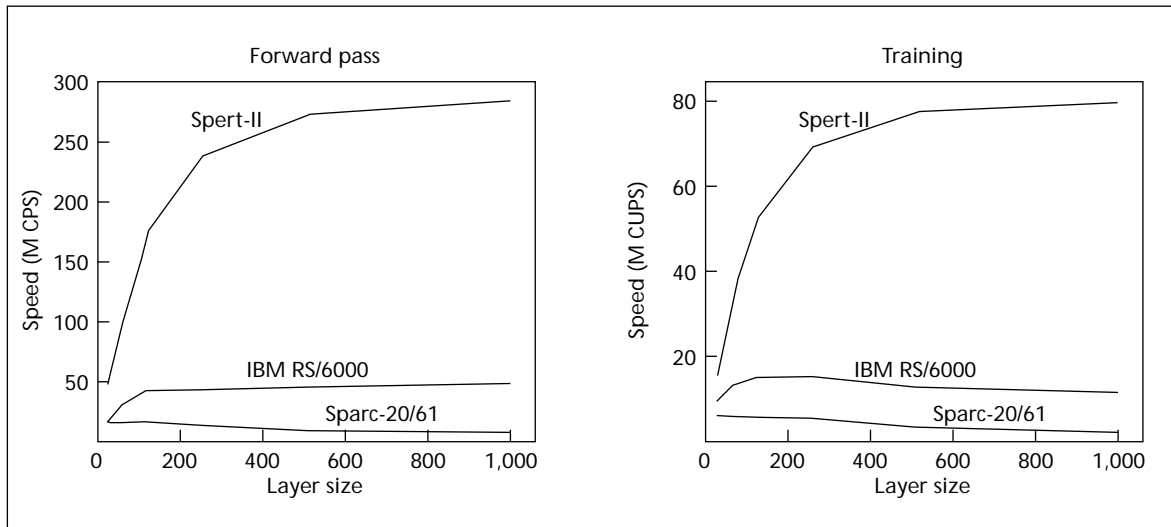 Forward pass
300
250
200
150
100
50
Speed (M CPS)
Spert-II
IBM RS/6000
Sparc-20/61
0 200 400 600 800 1,000
Layer size
Training
80
60
40
20
Speed (M CUPS)
Spert-II
IBM RS/6000
Sparc-20/61
0 200 400 600 800 1,000
Layer size